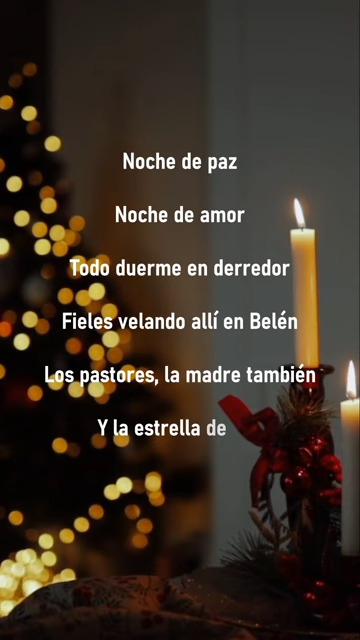 Noche de paz
Noche de amor
Todo duerme en derredor
Fieles velando allí en Belén
Los pastores, la madre también
Y la estrella de